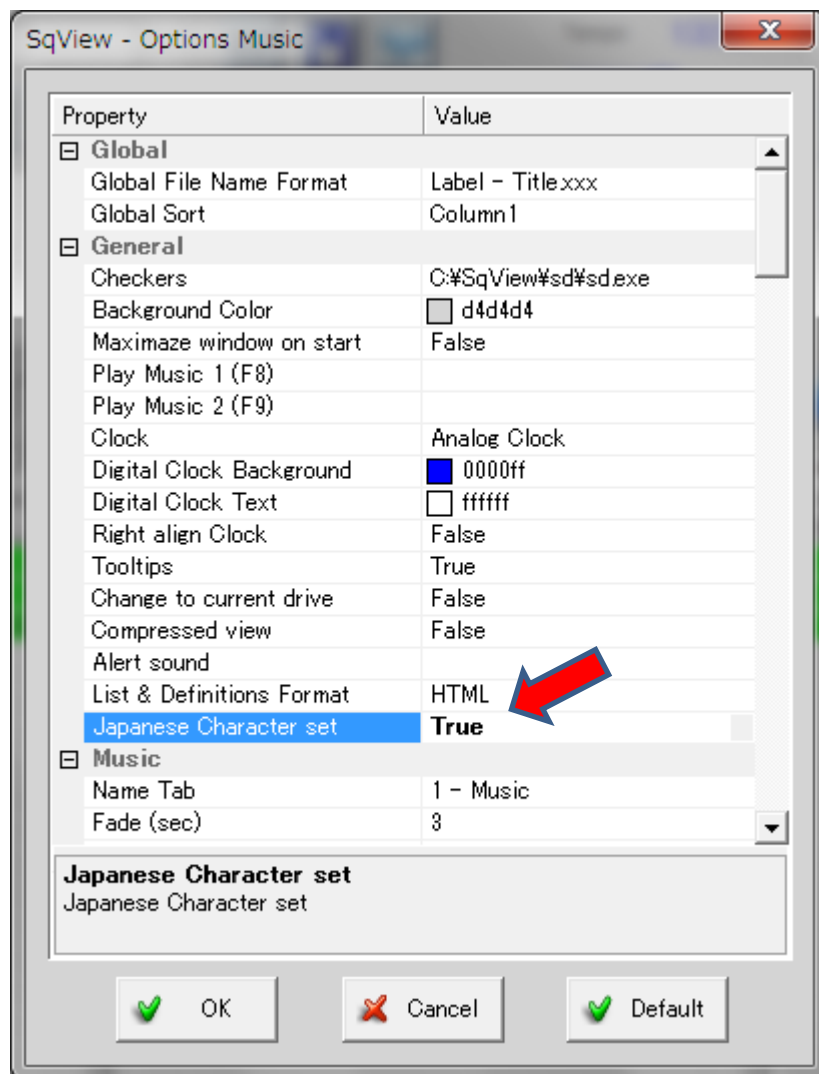 SqView - Options Music
Property Value
Global
Global File Name Format Label - Title.xxx
Global Sort Column1
General
Checkers C:¥SqView¥sd¥sd.exe
Background Color d4d4d4
Maximaze window on start False
Play Music 1 (F8)
Play Music 2 (F9)
Clock Analog Clock
Digital Clock Background 0000ff
Digital Clock Text ffffff
Right align Clock False
Tooltips True
Change to current drive False
Compressed view False
Alert sound
List & Definitions Format HTML
Japanese Character set True
Music
Name Tab 1 - Music
Fade (sec) 3
Japanese Character set
Japanese Character set
OK Cancel Default